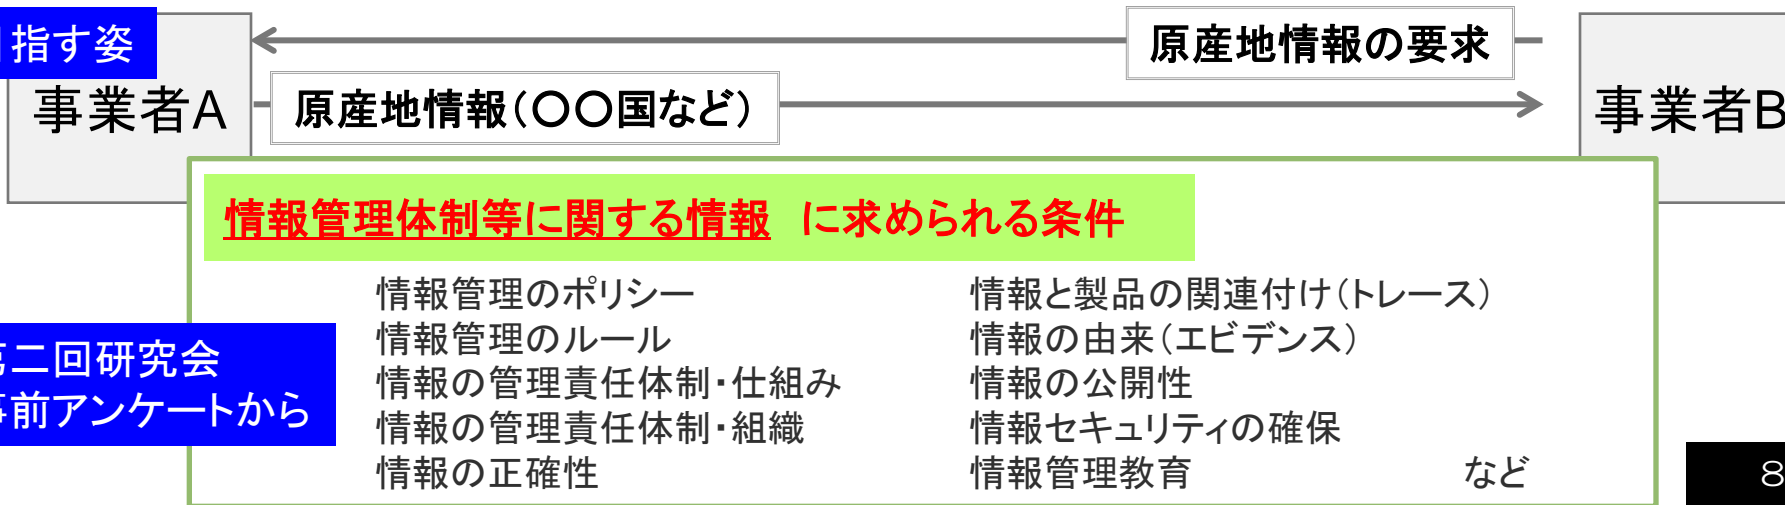 指す姿
原産地情報の要求
事業者A
原産地情報(〇〇国など)
事業者B
情報管理体制等に関する情報 に求められる条件
情報管理のポリシー
情報管理のルール
情報の管理責任体制・仕組み
情報の管理責任体制・組織
情報の正確性
情報と製品の関連付け(トレース)
情報の由来(エビデンス)
情報の公開性
情報セキュリティの確保
情報管理教育 など
第二回研究会
事前アンケートから
8